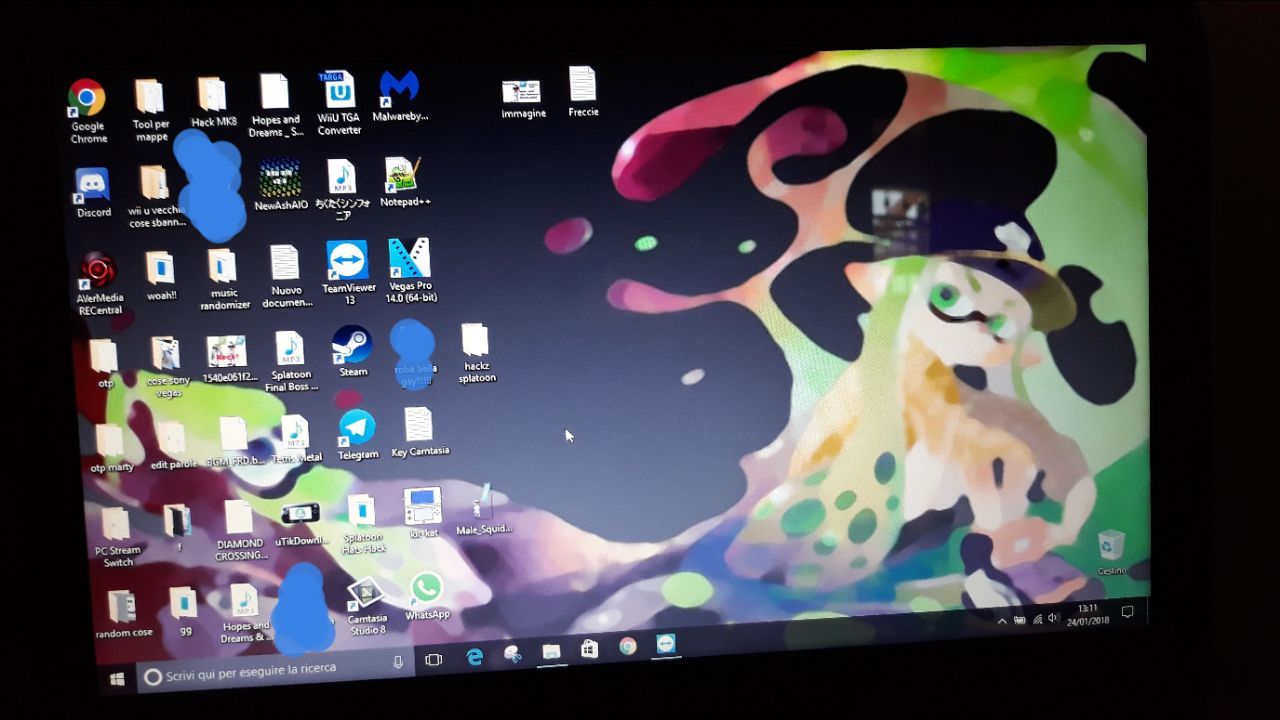 Google
Chrome
Tool per
mappe
Hack MK8
Hopes and
Dreams _ S...
TARGA
U
WiiU TGA
Converter
Malwareby...
Immagine
Freccie
Discord
wii u vecchio
cose sbann...
NewAshAIO
MP3
ちくたくシンフォ
ニア
Notepad++
AVerMedia
RECentral
woah!!
music
randomizer
Nuovo
documen...
TeamViewer
13
Vegas Pro
14.0 (64-bit)
otp
cose sony
vegas
1540e061f2...
MP3
Splatoon
Final Boss ...
Steam
roba bella
gay!!!!!
hackz
splatoon
otp marty
edit parole
BGM_FRD.b...
MP3
Tetris Metal
Telegram
Key Camtasia
PC Stream
Switch
f
DIAMOND
CROSSING...
uTikDownl...
Splatoon
Hats Hack
kit-kat
Male_Squid...
random cose
gg
MP3
Hopes and
Dreams & ...
Camtasia
Studio 8
WhatsApp
Cestino
Scrivi qui per eseguire la ricerca
13:11
24/01/2018